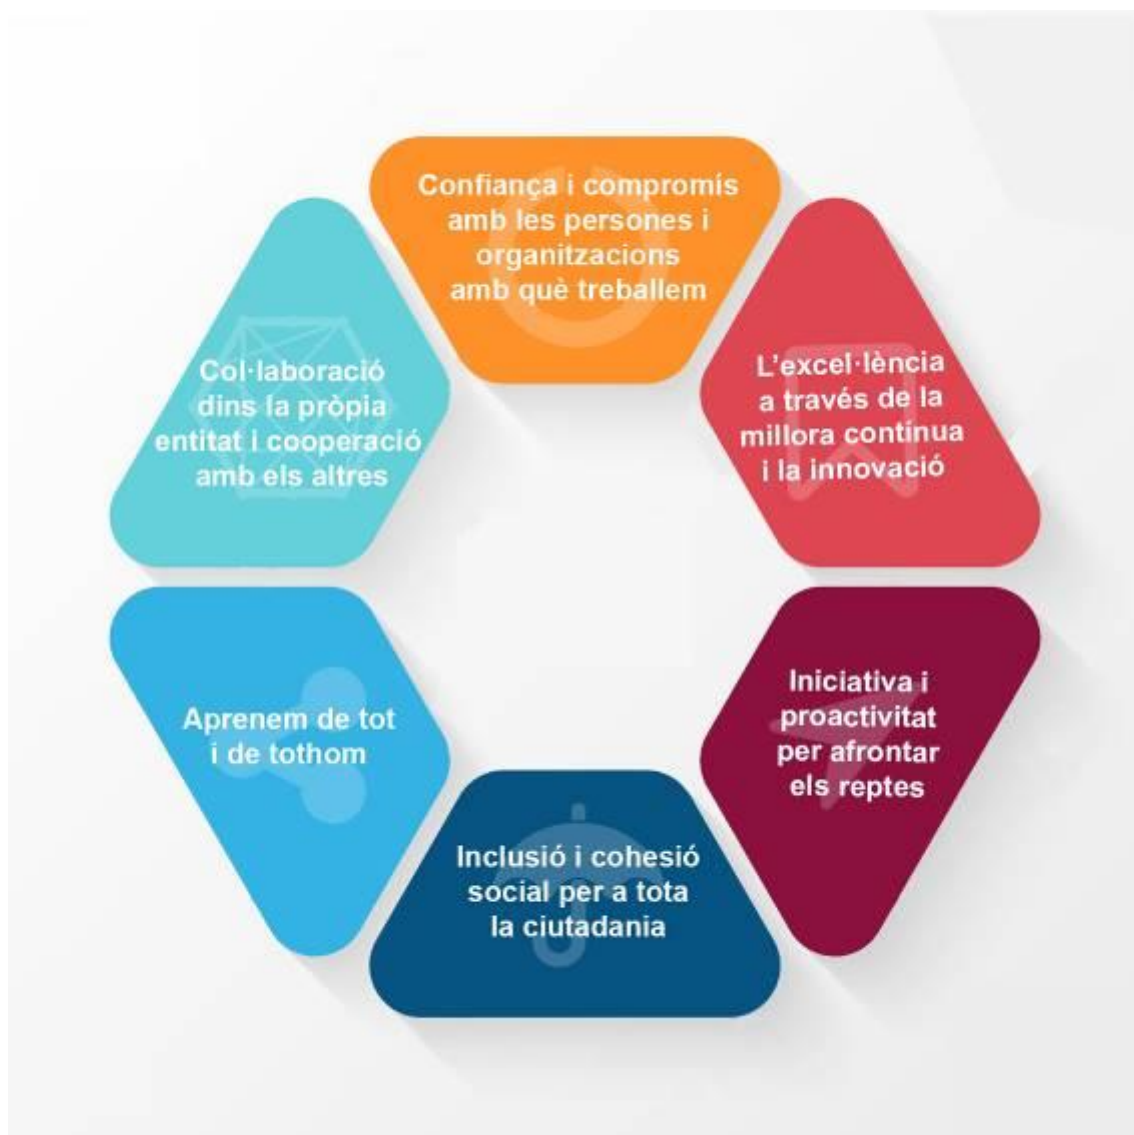 Confiança i compromís
amb les persones i
organitzacions
amb què treballem
L'excel·lència
a través de la
millora contínua
i la innovació
Iniciativa i
proactivitat
per afrontar
els reptes
Inclusió i cohesió
social per a tota
la ciutadania
Aprenem de tot
i de tothom
Col·laboració
dins la pròpia
entitat i cooperació
amb els altres